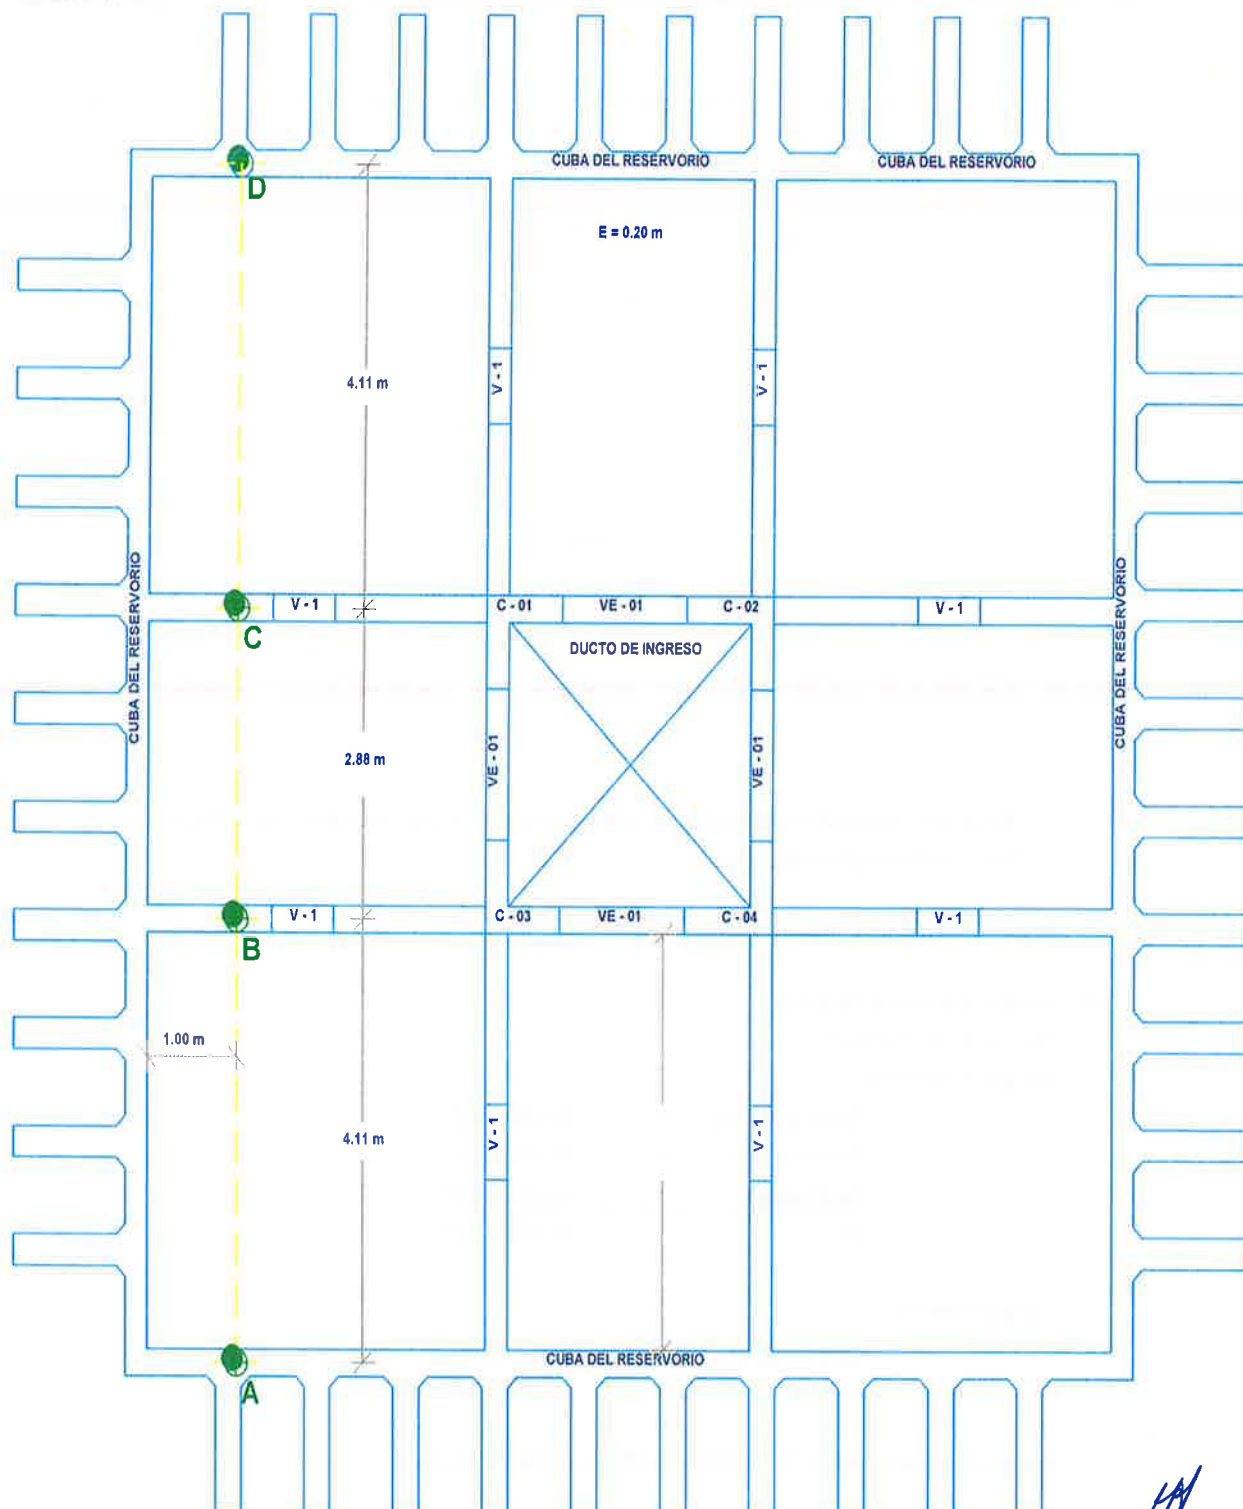 CUBA DEL RESERVORIO
CUBA DEL RESERVORIO
D
E = 0.20 m
4.11 m
V - 1
V - 1
CUBA DEL RESERVORIO
CUBA DEL RESERVORIO
V - 1
C - 01
VE - 01
C - 02
V - 1
C
DUCTO DE INGRESO
2.88 m
VE - 01
VE - 01
V - 1
C - 03
VE - 01
C - 04
V - 1
B
1.00 m
4.11 m
V - 1
V - 1
CUBA DEL RESERVORIO
A